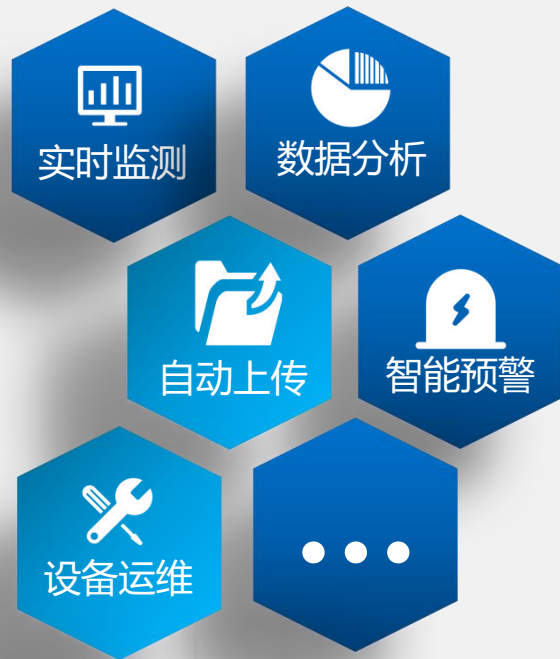 实时监测
数据分析
自动上传
智能预警
设备运维